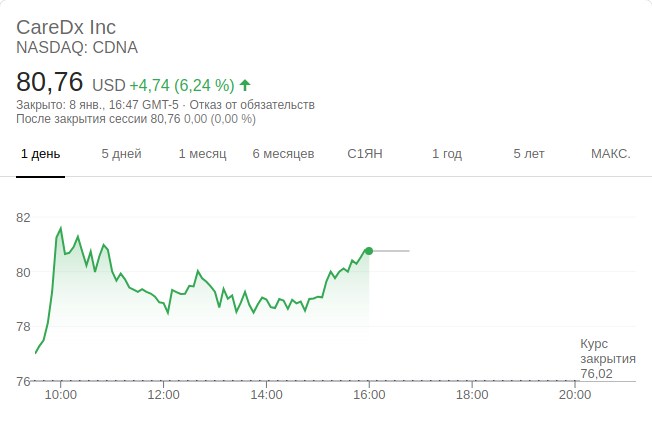 CareDx Inc
NASDAQ: CDNA
80,76 USD +4,74 (6,24 %)
Закрыто: 8 янв., 16:47 GMT-5 · Отказ от обязательств
После закрытия сессии 80,76 0,00 (0,00 %)
1 день 5 дней 1 месяц 6 месяцев С1ЯН 1 год 5 лет МАКС.
82
80
78
Курс
закрытия
76,02
76
10:00 12:00 14:00 16:00 18:00 20:00